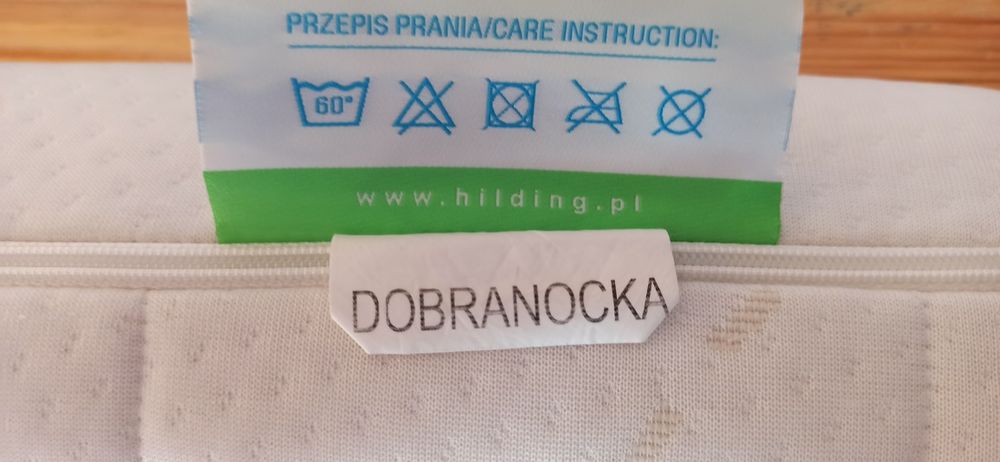 PRZEPIS PRANIA/CARE INSTRUCTION:
60°
www.hilding.pl
DOBRANOCKA